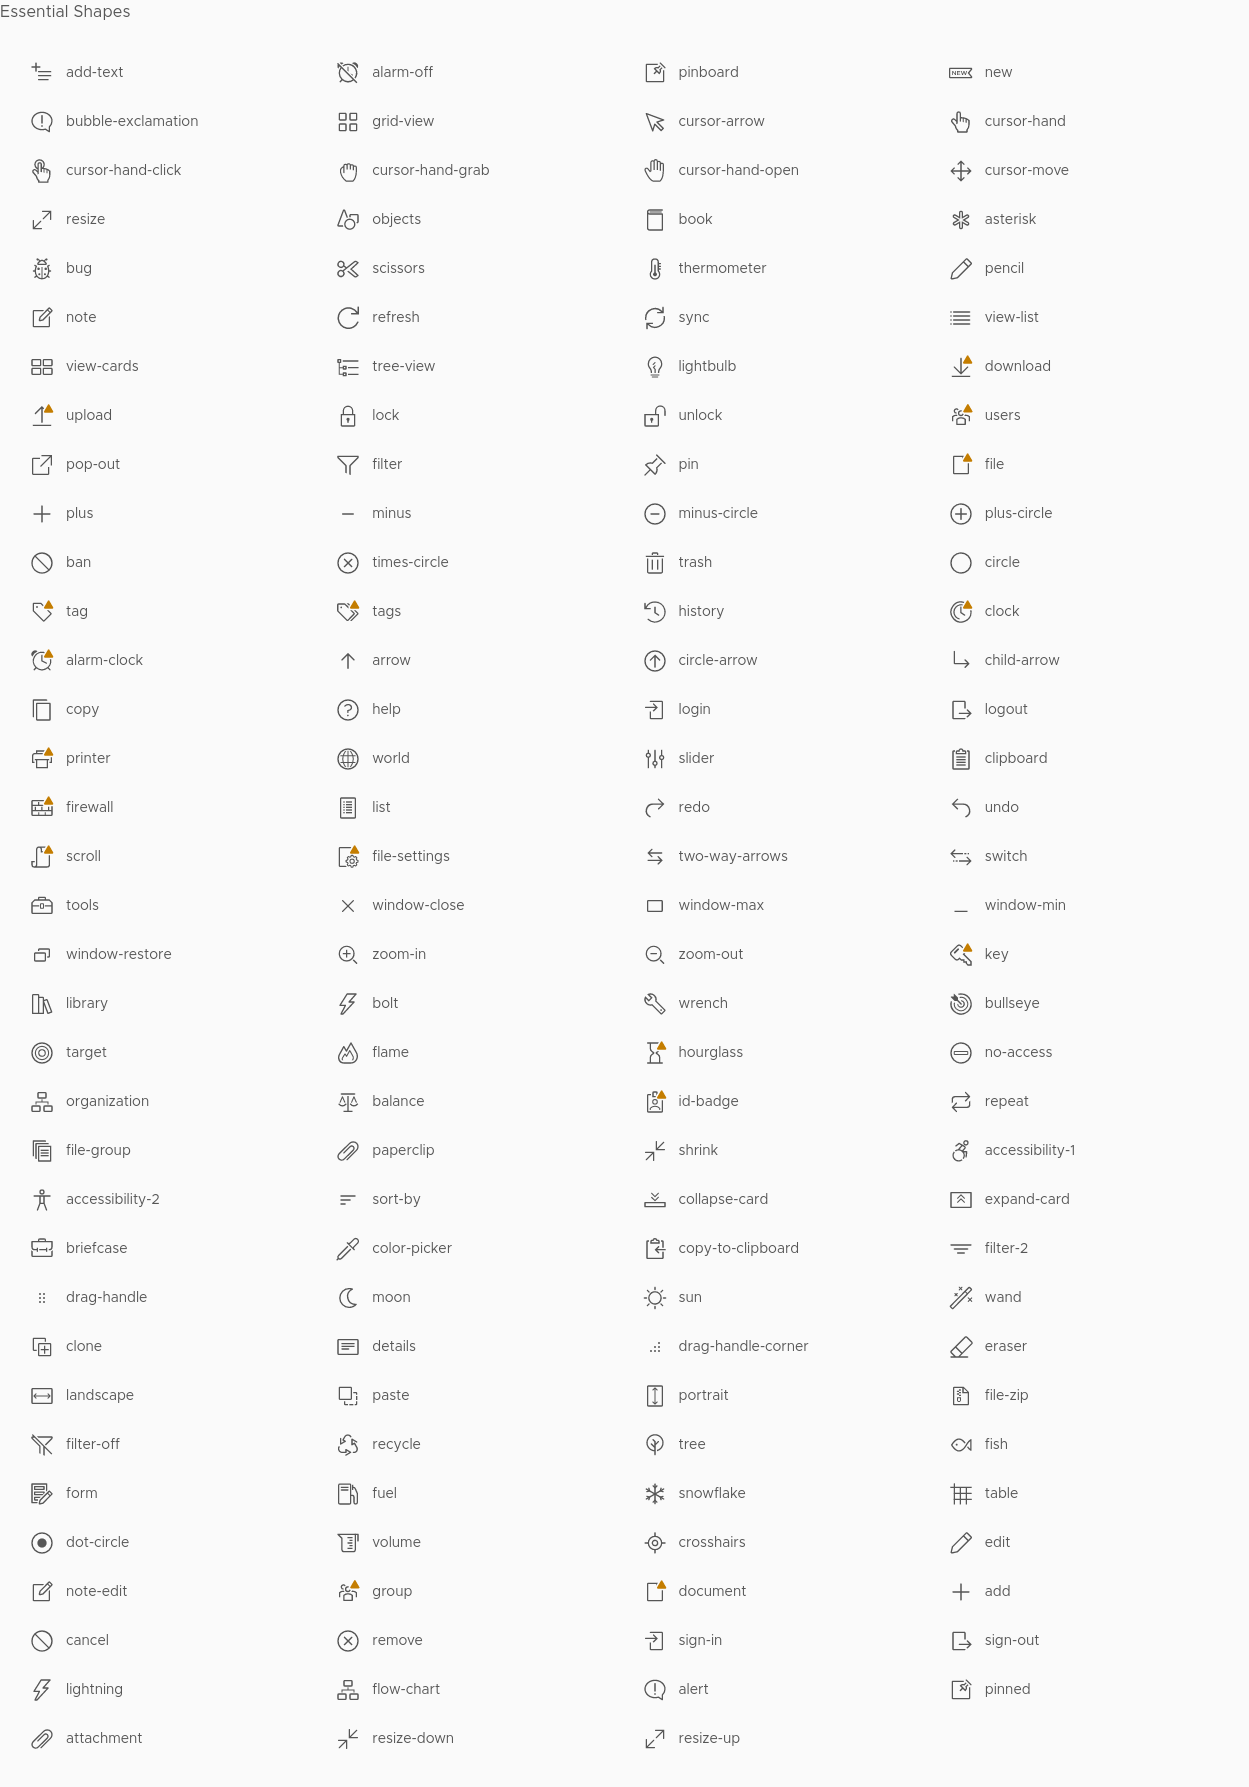 Essential Shapes
add-text alarm-off pinboard new
bubble-exclamation grid-view cursor-arrow cursor-hand
cursor-hand-click cursor-hand-grab cursor-hand-open cursor-move
resize objects book asterisk
bug scissors thermometer pencil
note refresh sync view-list
view-cards tree-view lightbulb download
upload lock unlock users
pop-out filter pin file
plus minus minus-circle plus-circle
ban times-circle trash circle
tag tags history clock
alarm-clock arrow circle-arrow child-arrow
copy help login logout
printer world slider clipboard
firewall list redo undo
scroll file-settings two-way-arrows switch
tools window-close window-max window-min
window-restore zoom-in zoom-out key
library bolt wrench bullseye
target flame hourglass no-access
organization balance id-badge repeat
file-group paperclip shrink accessibility-1
accessibility-2 sort-by collapse-card expand-card
briefcase color-picker copy-to-clipboard filter-2
drag-handle moon sun wand
clone details drag-handle-corner eraser
landscape paste portrait file-zip
filter-off recycle tree fish
form fuel snowflake table
dot-circle volume crosshairs edit
note-edit group document add
cancel remove sign-in sign-out
lightning flow-chart alert pinned
attachment resize-down resize-up